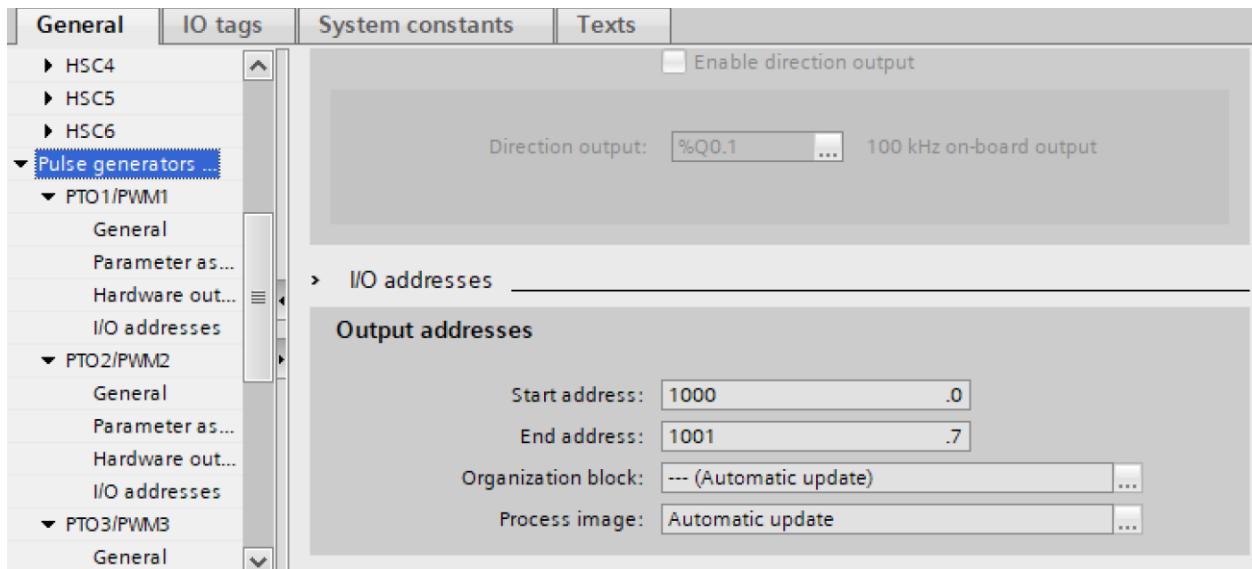 General
IO tags
System constants
Texts
HSC4
HSC5
HSC6
Pulse generators ...
PTO1/PWM1
General
Parameter as...
Hardware out...
I/O addresses
PTO2/PWM2
General
Parameter as...
Hardware out...
I/O addresses
PTO3/PWM3
General
Enable direction output
Direction output: %Q0.1 ... 100 kHz on-board output
I/O addresses
Output addresses
Start address: 1000 .0
End address: 1001 .7
Organization block: --- (Automatic update) ...
Process image: Automatic update ...